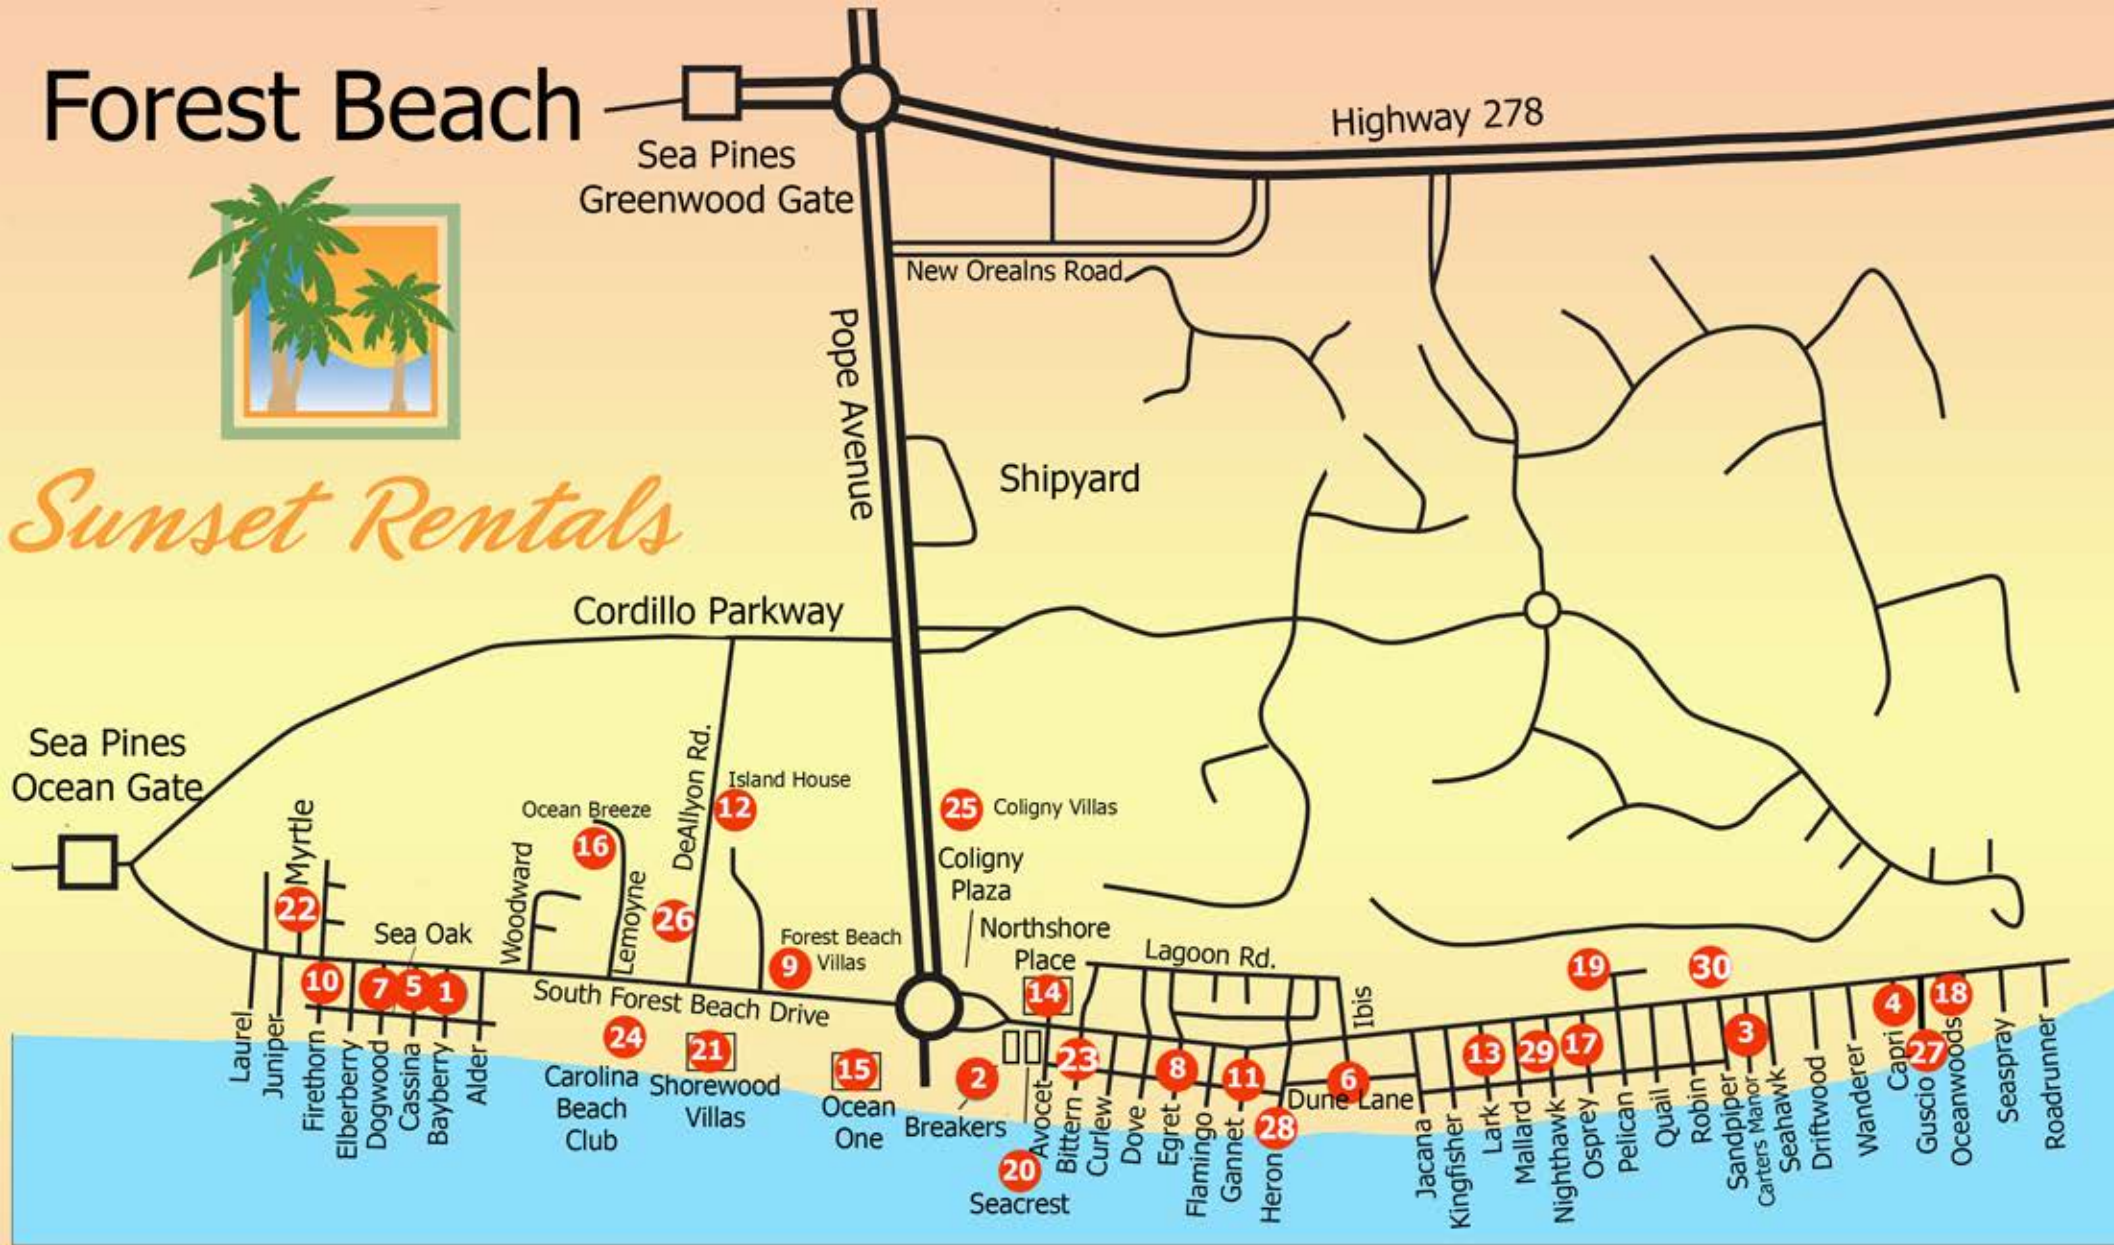 Forest Beach
Sea Pines
Greenwood Gate
Highway 278
New Orealns Road
Pope Avenue
Shipyard
Sunset Rentals
Cordillo Parkway
Sea Pines
Ocean Gate
Myrtle
22
Ocean Breeze
16
Woodward
Lemoyne
DeAllyon Rd.
Island House
12
26
25
Coligny Villas
Coligny
Plaza
Northshore
Place
14
Sea Oak
10
7
5
1
Forest Beach
Villas
9
South Forest Beach Drive
Lagoon Rd.
Ibis
19
30
Laurel
Juniper
Firethorn
Elberberry
Dogwood
Cassina
Bayberry
Alder
24
Carolina
Beach
Club
21
Shorewood
Villas
15
Ocean
One
2
Breakers
20
Seacrest
Avocet
23
Bittern
Curlew
Dove
8
Egret
Flamingo
11
Gannet
28
Heron
6
Dune Lane
Jacana
Kingfisher
13
Lark
29
Mallard
Nighthawk
17
Osprey
Pelican
Quail
Robin
Sandpiper
3
Carters Manor
Seahawk
Driftwood
Wanderer
4
Capri
27
Guscio
18
Oceanwoods
Seaspray
Roadrunner